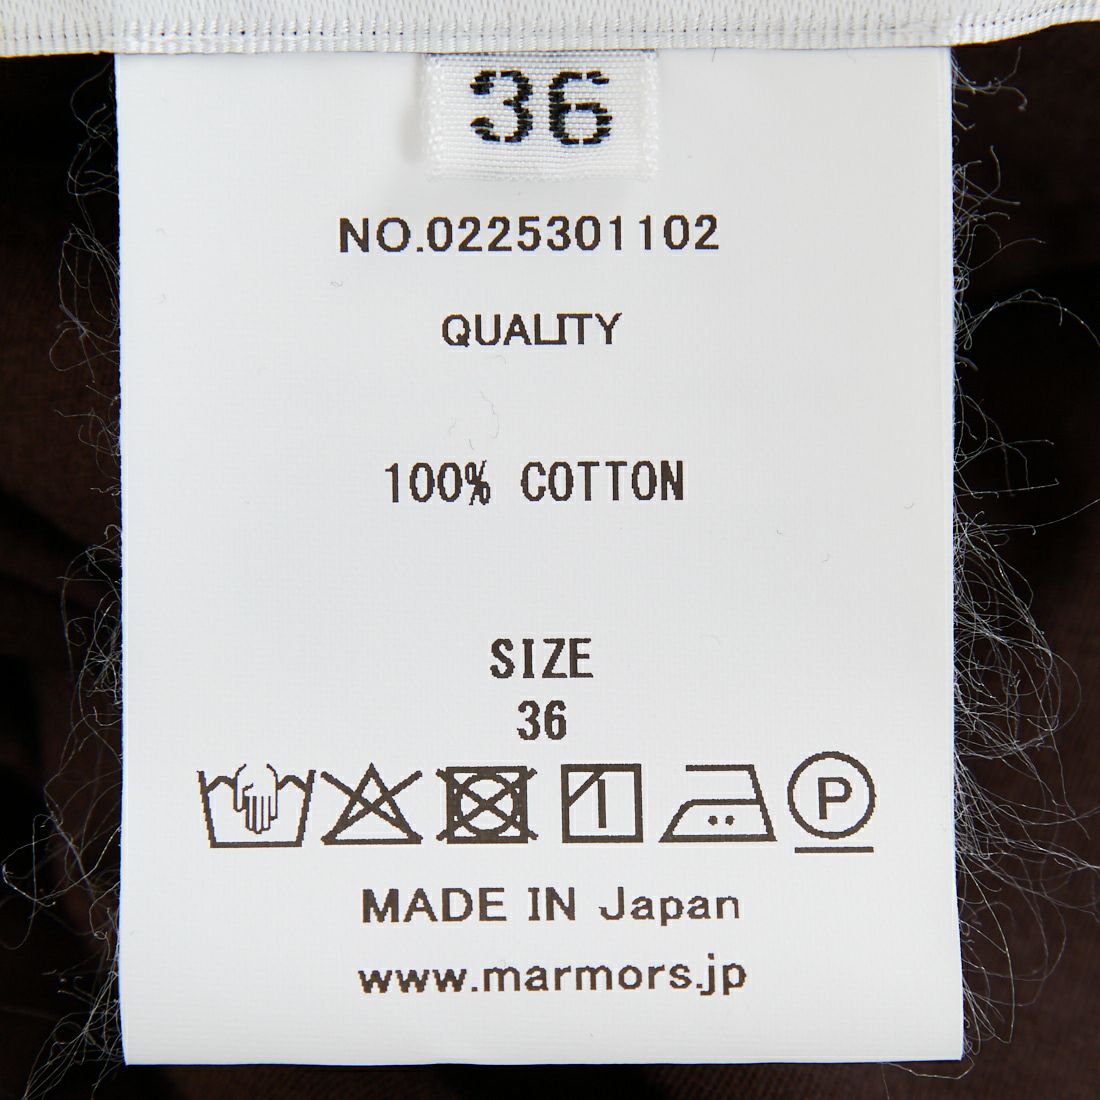 36
NO.0225301102
QUALITY
100% COTTON
SIZE
36
P
MADE IN Japan
www.marmors.jp